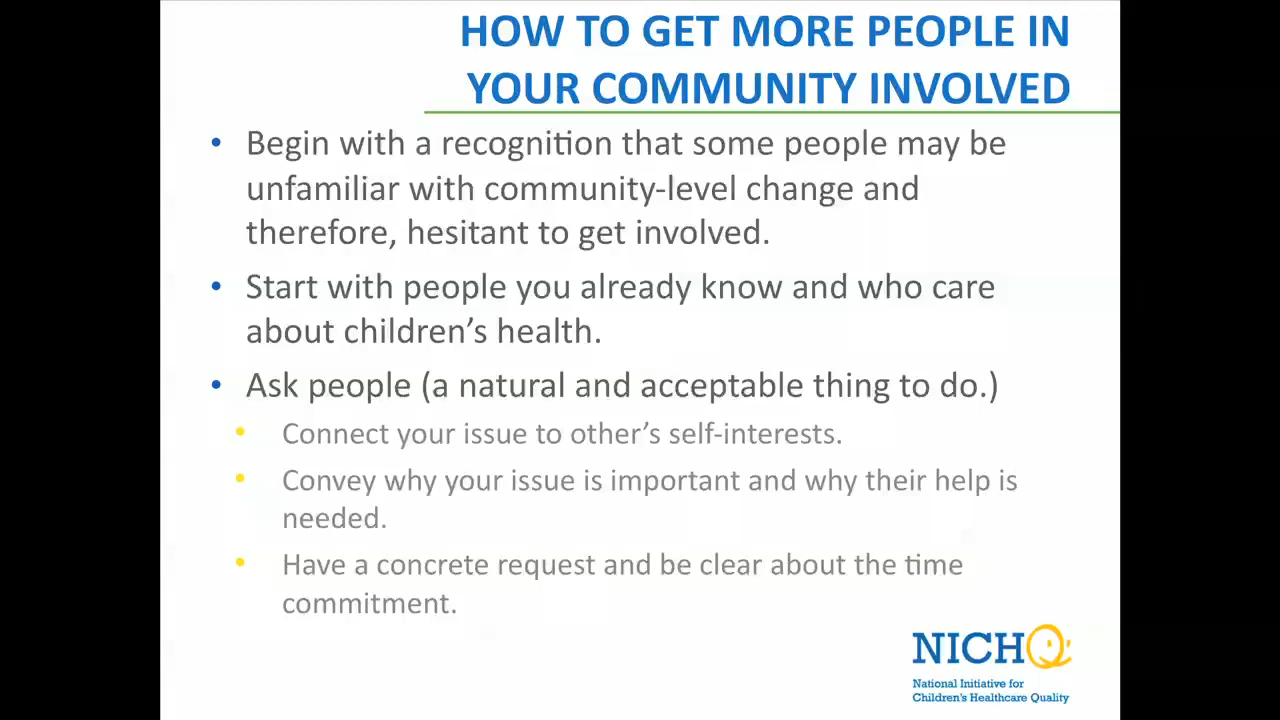 HOW TO GET MORE PEOPLE IN
YOUR COMMUNITY INVOLVED
• Begin with a recognition that some people may be
unfamiliar with community-level change and
therefore, hesitant to get involved.
• Start with people you already know and who care
about children’s health.
• Ask people (a natural and acceptable thing to do.)
• Connect your issue to other’s self-interests.
• Convey why your issue is important and why their help is
needed.
• Have a concrete request and be clear about the time
commitment.
NICHQ
National Initiative for
Children's Healthcare Quality